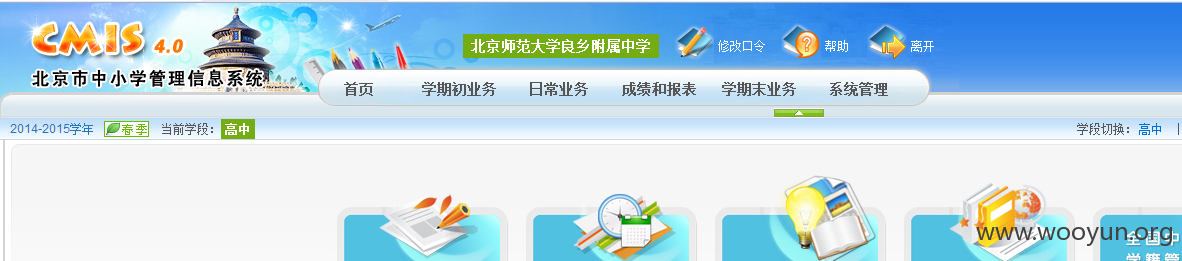 CMIS 4.0
北京市中小学管理信息系统
北京师范大学良乡附属中学 修改口令 帮助 离开
首页 学期初业务 日常业务 成绩和报表 学期末业务 系统管理
2014-2015学年 春季 当前学段: 高中 学段切换: 高中 |
www.wooyun.org
全国中
学籍管